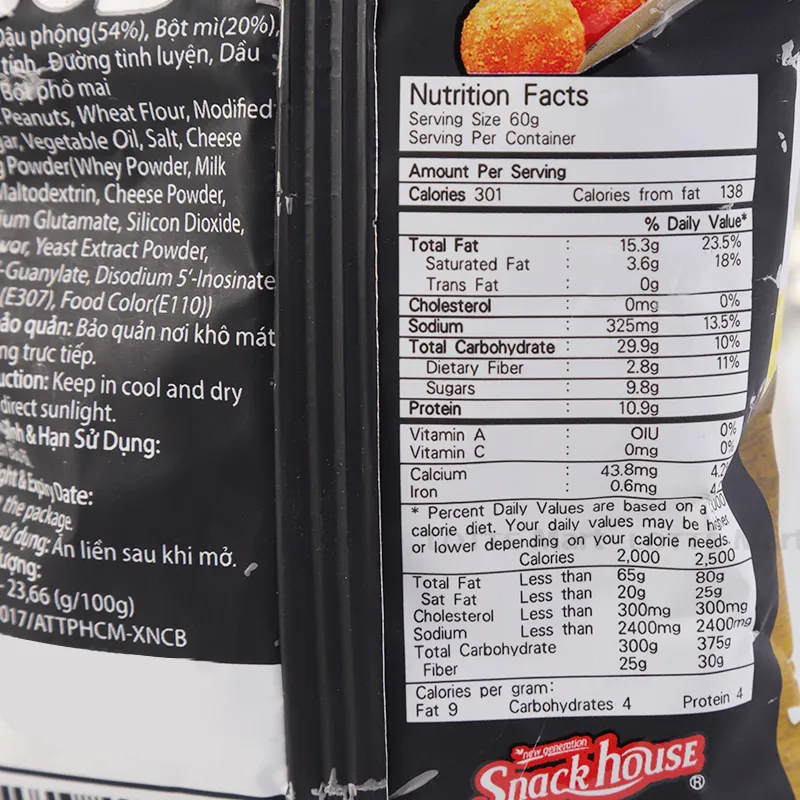 Đậu phộng(54%), Bột mì(20%),
tính, Đường tinh luyện, Dầu
Bột phô mai
Peanuts, Wheat Flour, Modified
Vegetable Oil, Salt, Cheese
Powder(Whey Powder, Milk
Maltodextrin, Cheese Powder,
Glutamate, Silicon Dioxide,
Yeast Extract Powder,
-Guanylate, Disodium 5’-Inosinate
(E307), Food Color(E110))
bảo quản: Bảo quản nơi khô mát
trực tiếp.
Keep in cool and dry
direct sunlight.
& Hạn Sử Dụng:
Date:
the package
sử dụng: Ăn liền sau khi mở.
- 23,66 (g/100g)
017/ATTPHCM-XNCB
Nutrition Facts
Serving Size 60g
Serving Per Container
Amount Per Serving
Calories 301 Calories from fat 138
% Daily Value*
Total Fat : 15.3g 23.5%
Saturated Fat : 3.6g 18%
Trans Fat : 0g
Cholesterol : 0mg 0%
Sodium : 325mg 13.5%
Total Carbohydrate : 29.9g 10%
Dietary Fiber : 2.8g 11%
Sugars : 9.8g
Protein : 10.9g
Vitamin A : OIU 0%
Vitamin C : 0mg 0%
Calcium : 43.8mg
Iron : 0.6mg
* Percent Daily Values are based on a
calorie diet. Your daily values may be higher
or lower depending on your calorie needs.
Calories 2,000 2,500
Total Fat Less than 65g 80g
Sat Fat Less than 20g 25g
Cholesterol Less than 300mg 300mg
Sodium Less than 2400mg 2400mg
Total Carbohydrate 300g 375g
Fiber 25g 30g
Calories per gram:
Fat 9 Carbohydrates 4 Protein 4
new generation
Snack house ®